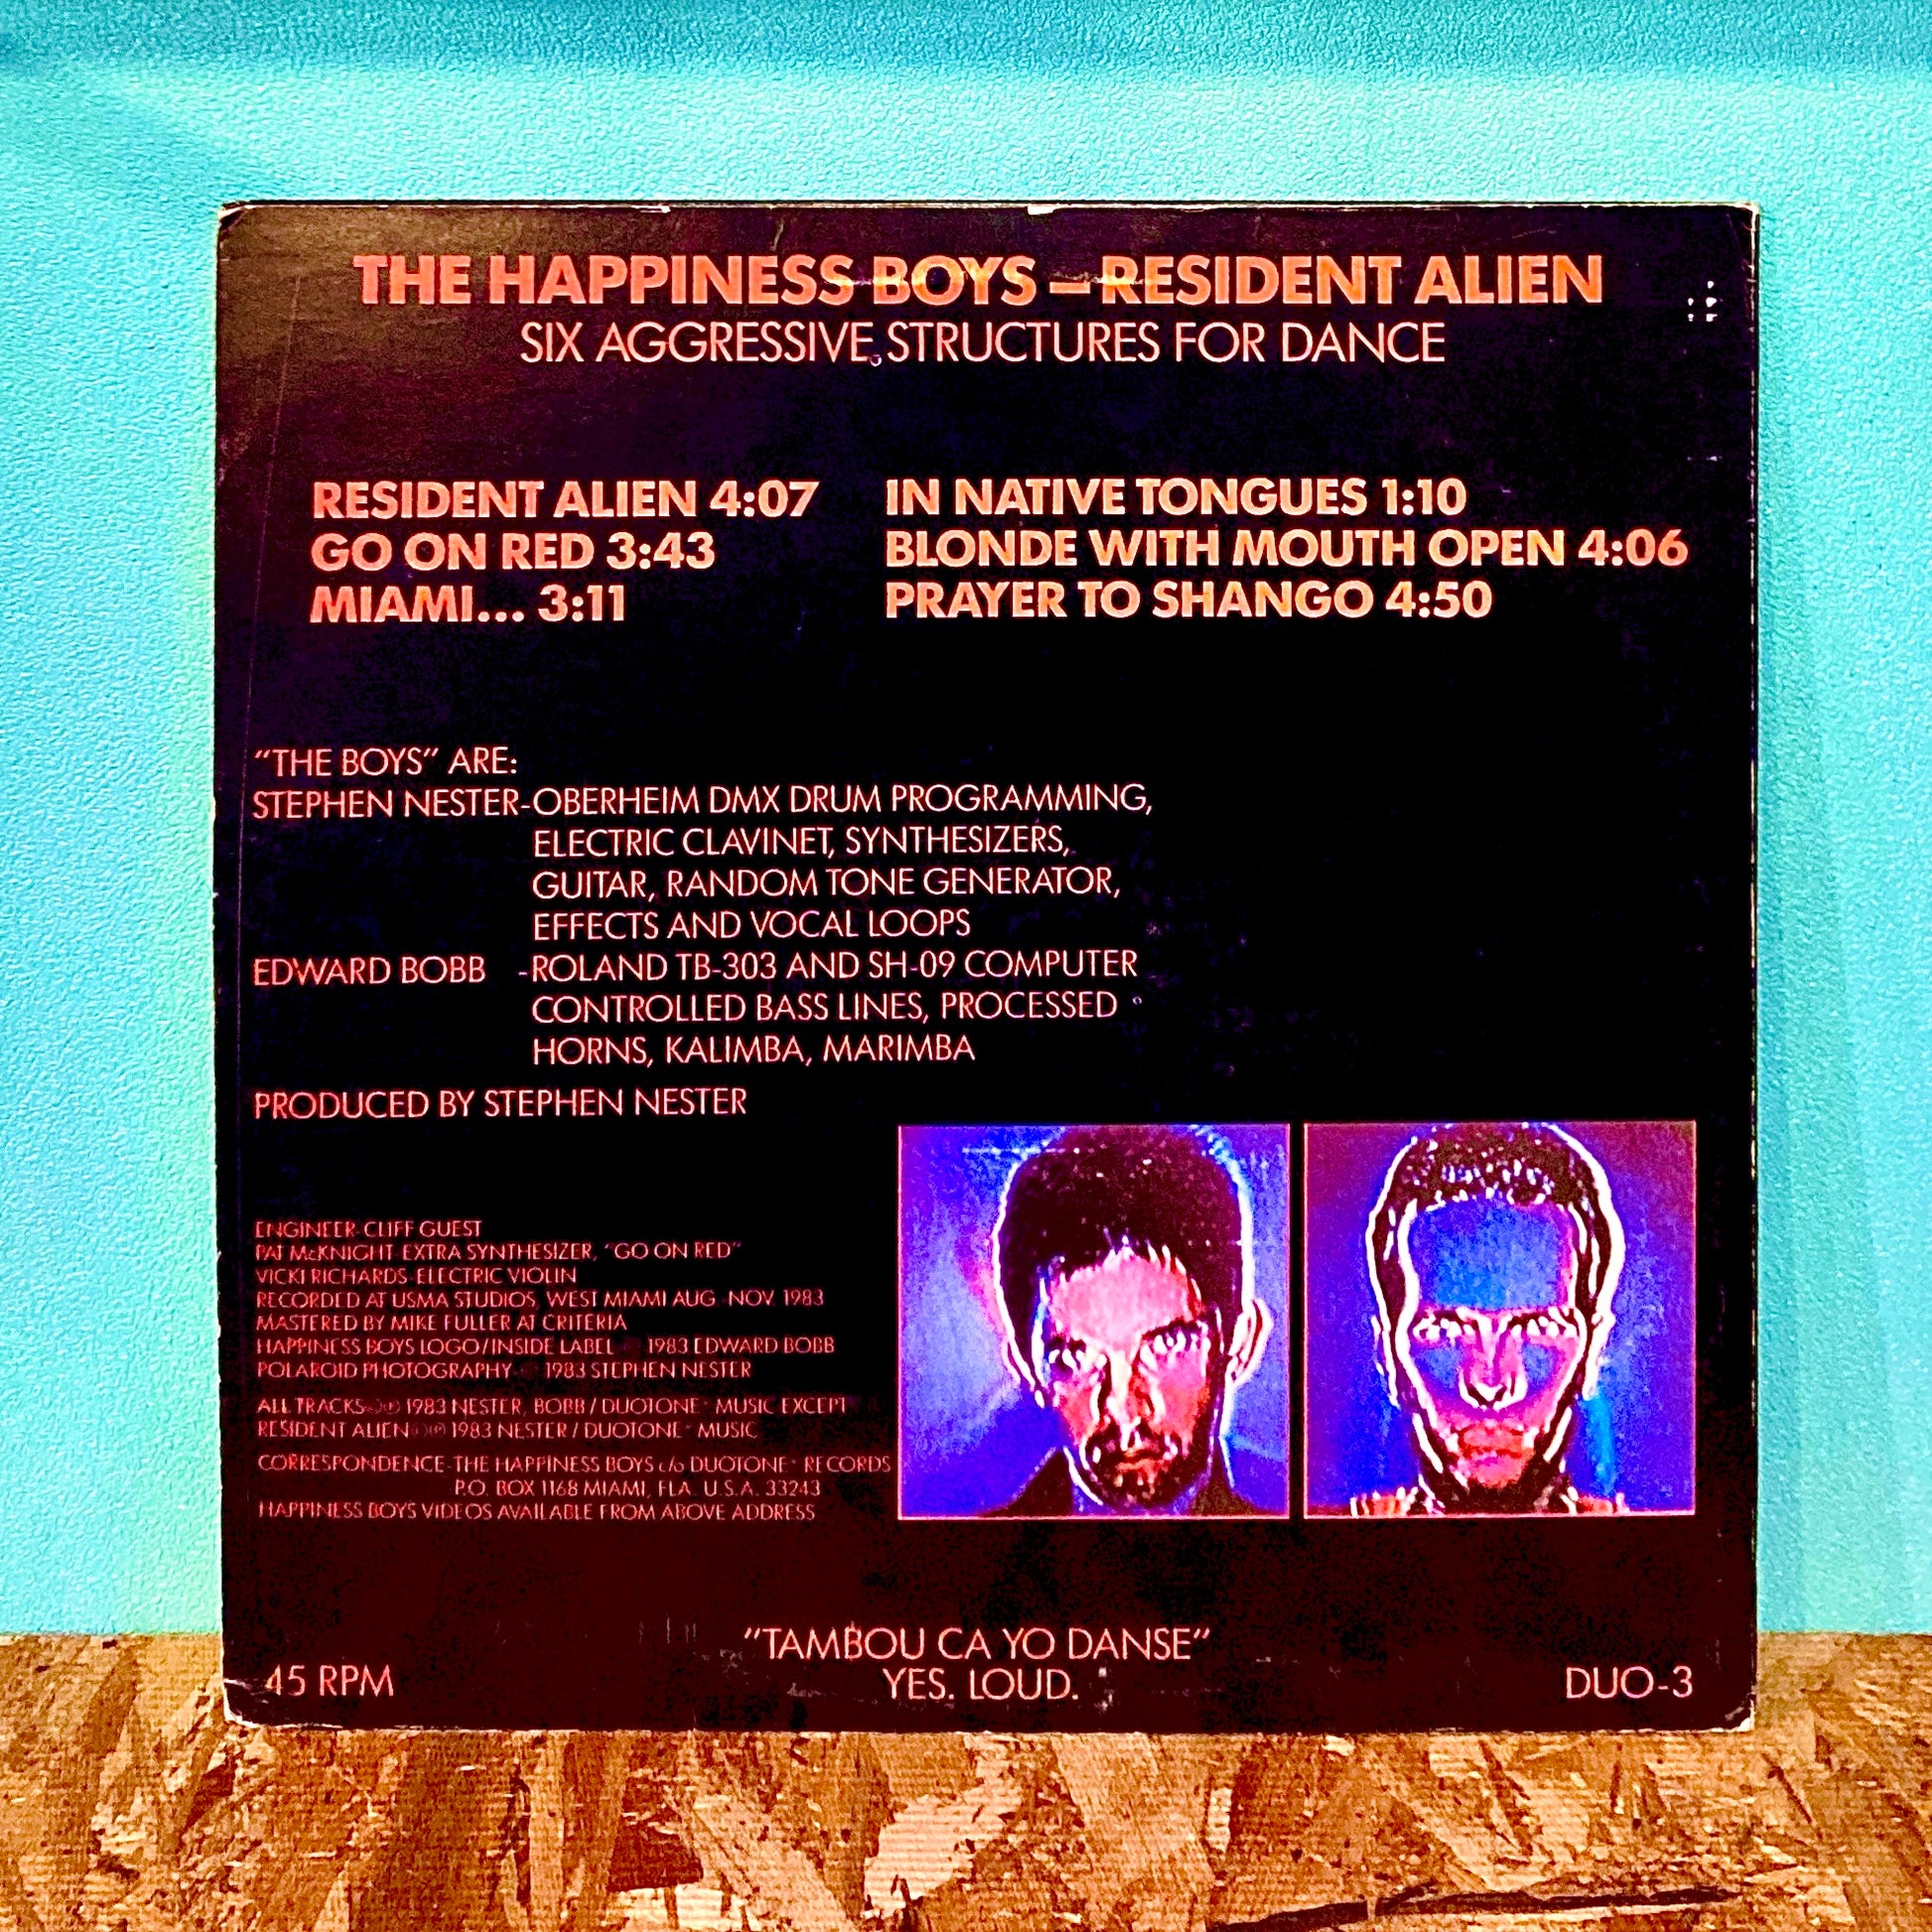 THE HAPPINESS BOYS – RESIDENT ALIEN
SIX AGGRESSIVE STRUCTURES FOR DANCE
RESIDENT ALIEN 4:07
GO ON RED 3:43
MIAMI... 3:11
IN NATIVE TONGUES 1:10
BLONDE WITH MOUTH OPEN 4:06
PRAYER TO SHANGO 4:50
"THE BOYS" ARE:
STEPHEN NESTER-OBERHEIM DMX DRUM PROGRAMMING,
ELECTRIC CLAVINET, SYNTHESIZERS,
GUITAR, RANDOM TONE GENERATOR,
EFFECTS AND VOCAL LOOPS
EDWARD BOBB -ROLAND TB-303 AND SH-09 COMPUTER
CONTROLLED BASS LINES, PROCESSED
HORNS, KALIMBA, MARIMBA
PRODUCED BY STEPHEN NESTER
ENGINEER-CLIFF GUEST
PAT McKNIGHT-EXTRA SYNTHESIZER, "GO ON RED"
VICKI RICHARDS-ELECTRIC VIOLIN
RECORDED AT USMA STUDIOS, WEST MIAMI AUG.-NOV. 1983
MASTERED BY MIKE FULLER AT CRITERIA
HAPPINESS BOYS LOGO/INSIDE LABEL - © 1983 EDWARD BOBB
POLAROID PHOTOGRAPHY- © 1983 STEPHEN NESTER
ALL TRACKS ©℗ 1983 NESTER, BOBB / DUOTONE* MUSIC EXCEPT
RESIDENT ALIEN ©℗ 1983 NESTER / DUOTONE* MUSIC
CORRESPONDENCE-THE HAPPINESS BOYS c/o DUOTONE* RECORDS
P.O. BOX 1168 MIAMI, FLA. U.S.A. 33243
HAPPINESS BOYS VIDEOS AVAILABLE FROM ABOVE ADDRESS
"TAMBOU CA YO DANSE"
YES. LOUD.
45 RPM
DUO-3